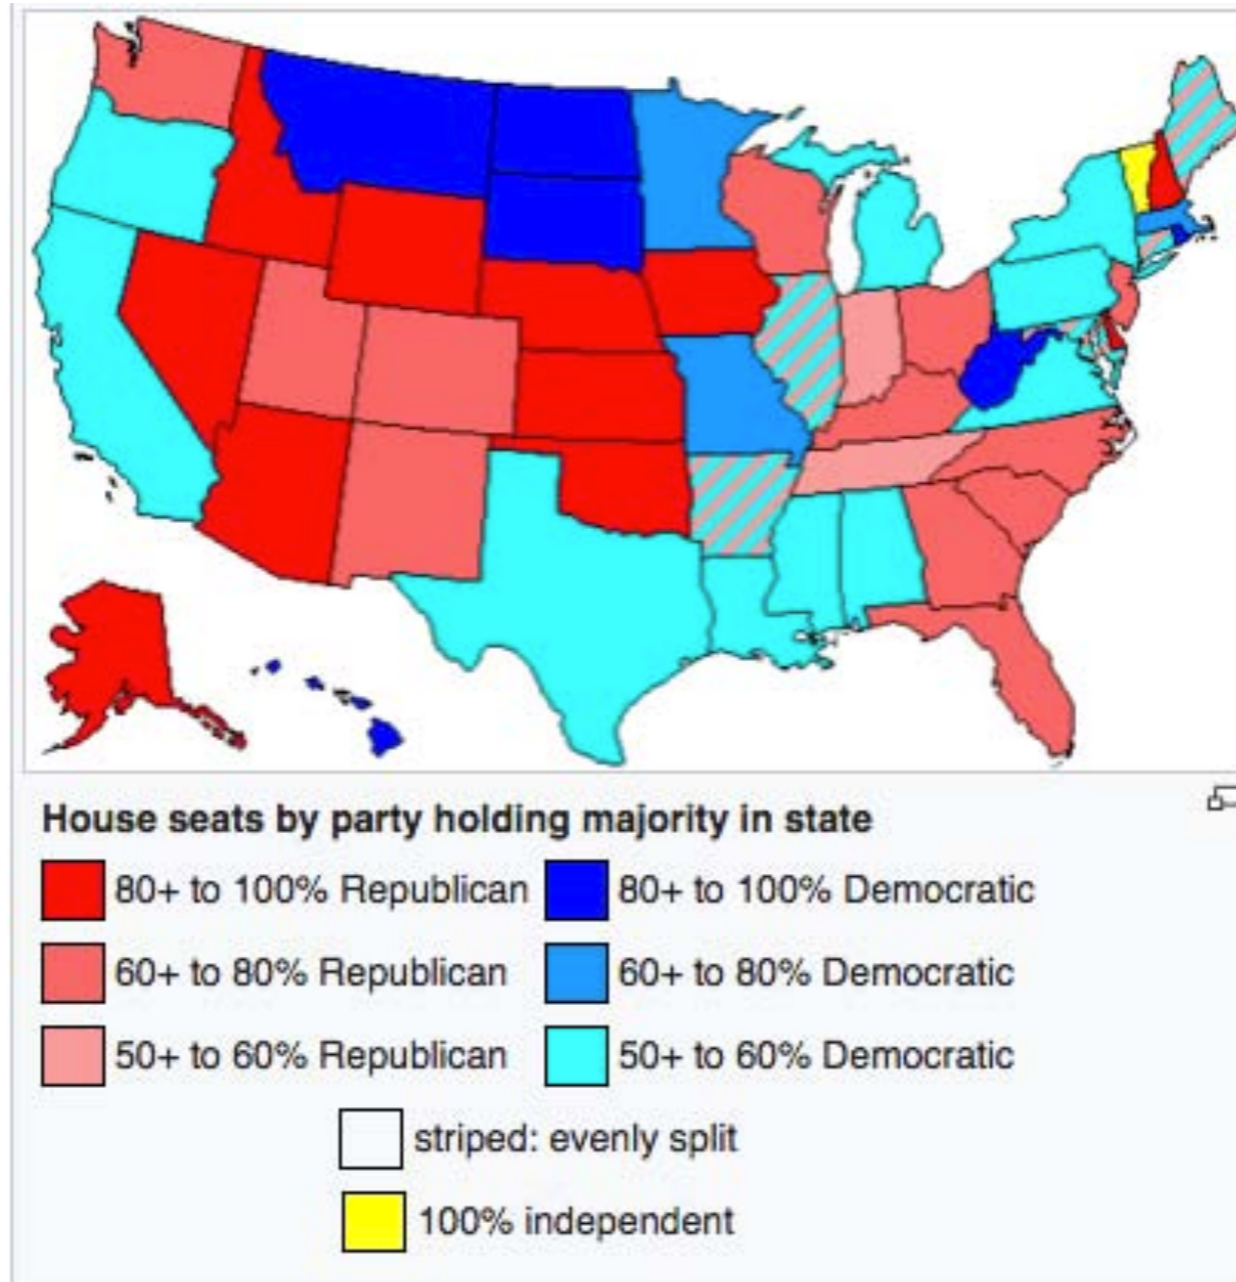 House seats by party holding majority in state
80+ to 100% Republican 80+ to 100% Democratic
60+ to 80% Republican 60+ to 80% Democratic
50+ to 60% Republican 50+ to 60% Democratic
striped: evenly split
100% independent